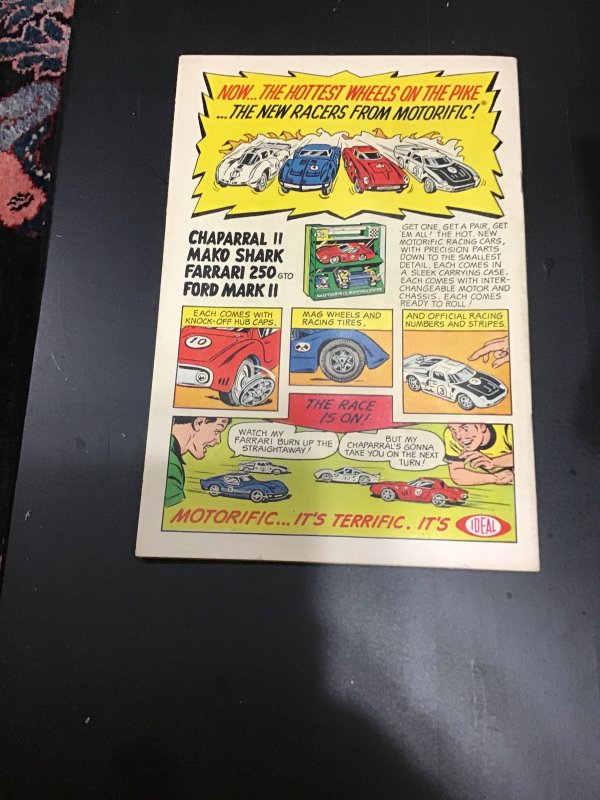 NOW.. THE HOTTEST WHEELS ON THE PIKE
...THE NEW RACERS FROM MOTORIFIC!®
CHAPARRAL II
MAKO SHARK
FARRARI 250 GTO
FORD MARK II
GET ONE, GET A PAIR, GET
'EM ALL! THE HOT, NEW
MOTORIFIC RACING CARS,
WITH PRECISION PARTS
DOWN TO THE SMALLEST
DETAIL. EACH COMES IN
A SLEEK CARRYING CASE.
EACH COMES WITH INTER-
CHANGEABLE MOTOR AND
CHASSIS. EACH COMES
READY TO ROLL!
EACH COMES WITH
KNOCK-OFF HUB CAPS,
10
MAG WHEELS AND
RACING TIRES,
AND OFFICIAL RACING
NUMBERS AND STRIPES.
3
THE RACE
IS ON!
WATCH MY
FARRARI BURN UP THE
STRAIGHTAWAY!
BUT MY
CHAPARRAL'S GONNA
TAKE YOU ON THE NEXT
TURN!
MOTORIFIC... IT'S TERRIFIC. IT'S IDEAL